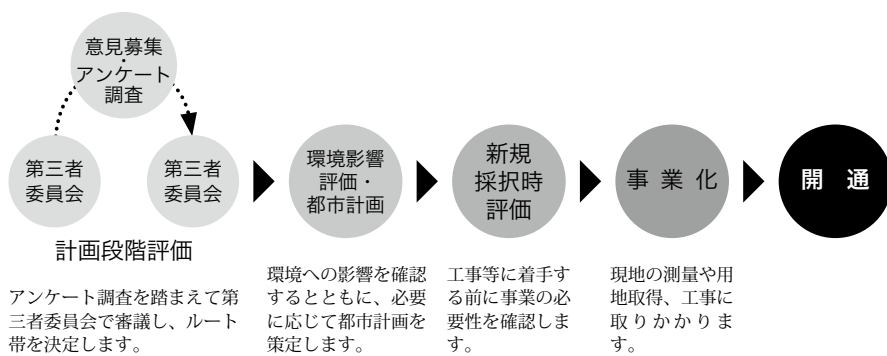 意見募集
・
アンケート
調査
第三者
委員会
第三者
委員会
計画段階評価
環境影響
評価・
都市計画
新規
採択時
評価
事業化
開通
アンケート調査を踏まえて第
三者委員会で審議し、ルート
帯を決定します。
環境への影響を確認
するとともに、必要
に応じて都市計画を
策定します。
工事等に着手す
る前に事業の必
要性を確認しま
す。
現地の測量や用
地取得、工事に
取りかかりま
す。